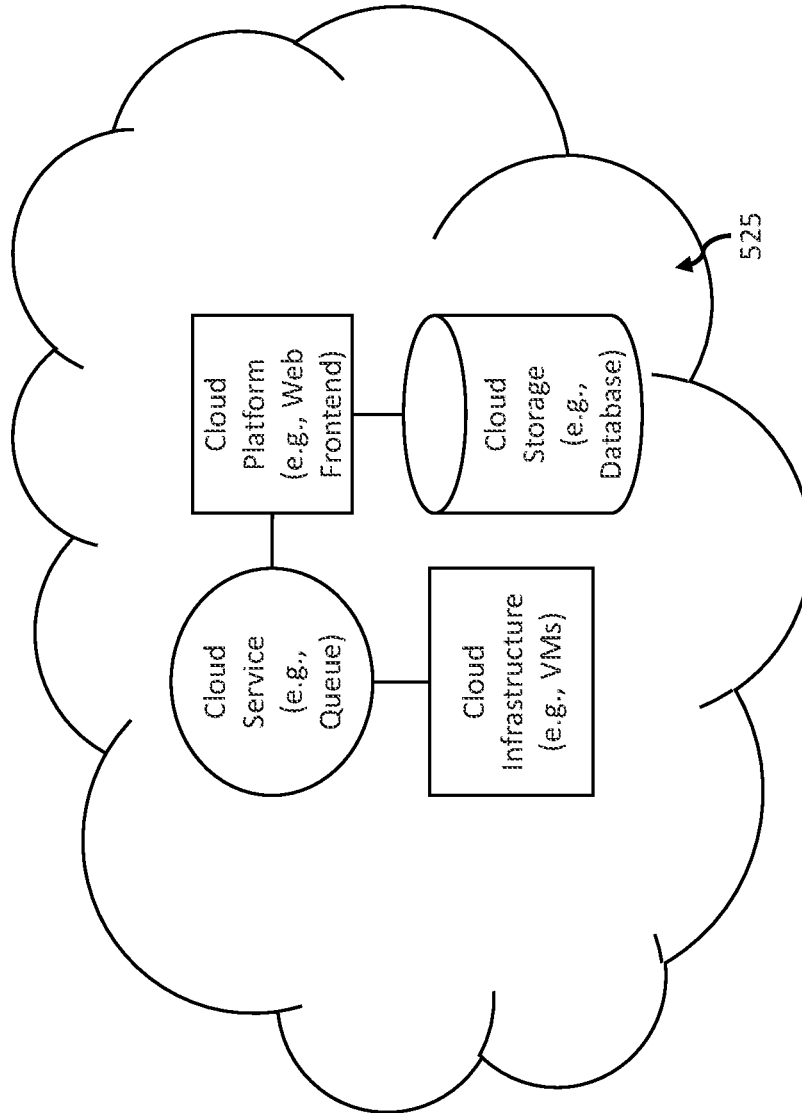 Cloud
Service
(e.g.,
Queue)
Cloud
Platform
(e.g., Web
Frontend)
Cloud
Infrastructure
(e.g., VMs)
Cloud
Storage
(e.g.,
Database)
525